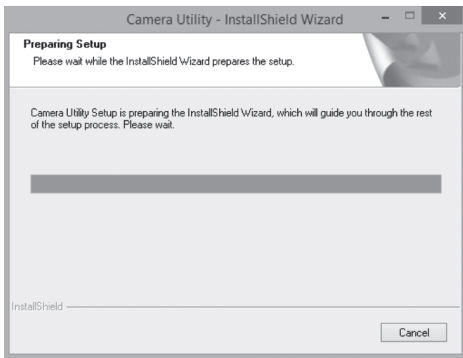 Camera Utility - InstallShield Wizard
Preparing Setup
Please wait while the InstallShield Wizard prepares the setup.
Camera Utility Setup is preparing the InstallShield Wizard, which will guide you through the rest
of the setup process. Please wait.
InstallShield
Cancel